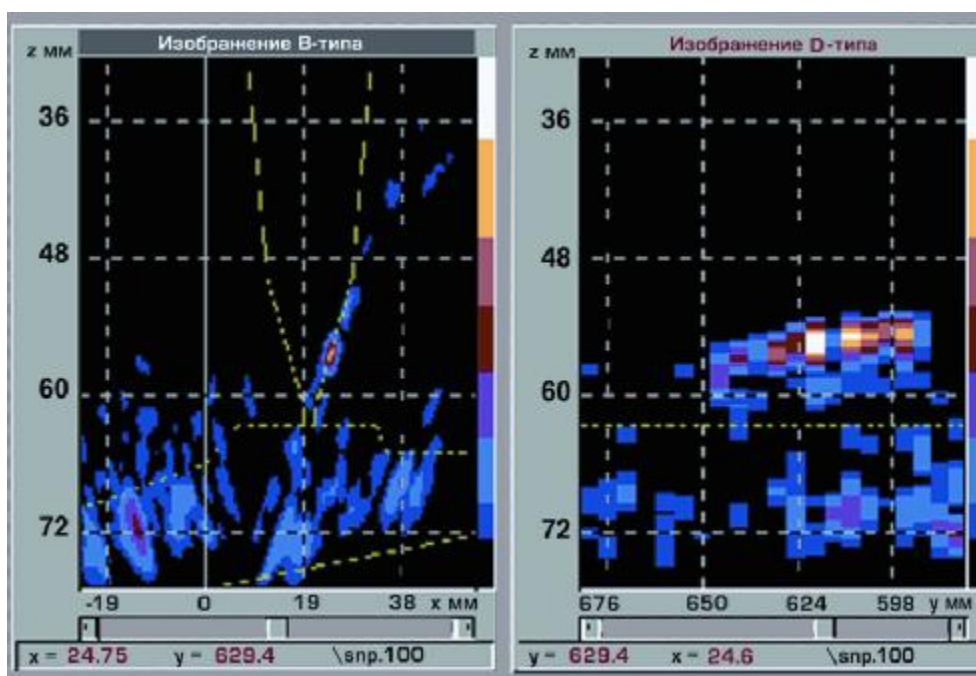 z мм Изображение В-типа
36
48
60
72
-19 0 19 38 х мм
x = 24.75 y = 629.4 \snp.100
z мм Изображение D-типа
36
48
60
72
676 650 624 598 y мм
y = 629.4 x = 24.6 \snp.100